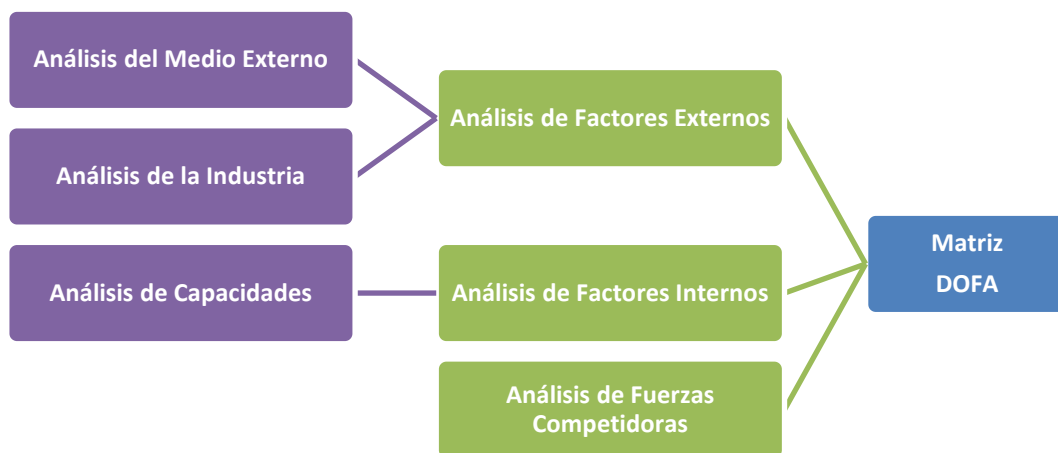 Análisis del Medio Externo
Análisis de la Industria
Análisis de Capacidades
Análisis de Factores Externos
Análisis de Factores Internos
Análisis de Fuerzas
Competidoras
Matriz
DOFA